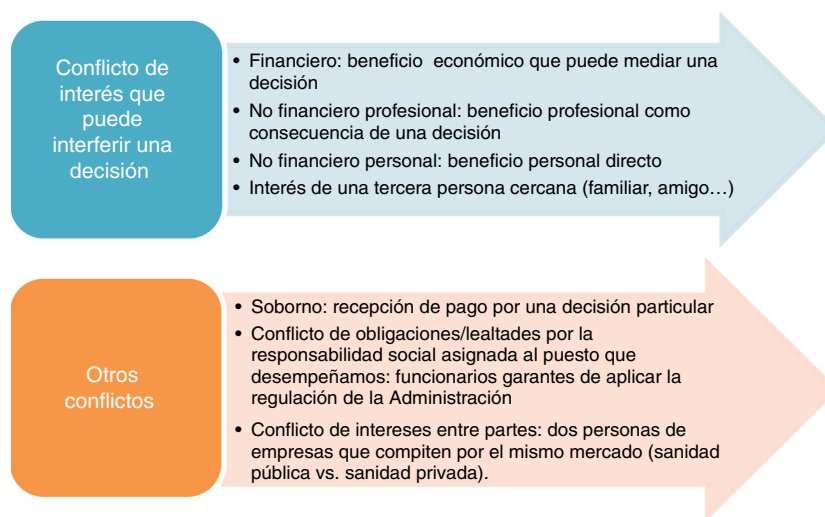 Conflicto de
interés que
puede
interferir una
decisión
• Financiero: beneficio económico que puede mediar una
decisión
• No financiero profesional: beneficio profesional como
consecuencia de una decisión
• No financiero personal: beneficio personal directo
• Interés de una tercera persona cercana (familiar, amigo…)
Otros
conflictos
• Soborno: recepción de pago por una decisión particular
• Conflicto de obligaciones/lealtades por la
responsabilidad social asignada al puesto que
desempeñamos: funcionarios garantes de aplicar la
regulación de la Administración
• Conflicto de intereses entre partes: dos personas de
empresas que compiten por el mismo mercado (sanidad
pública vs. sanidad privada).